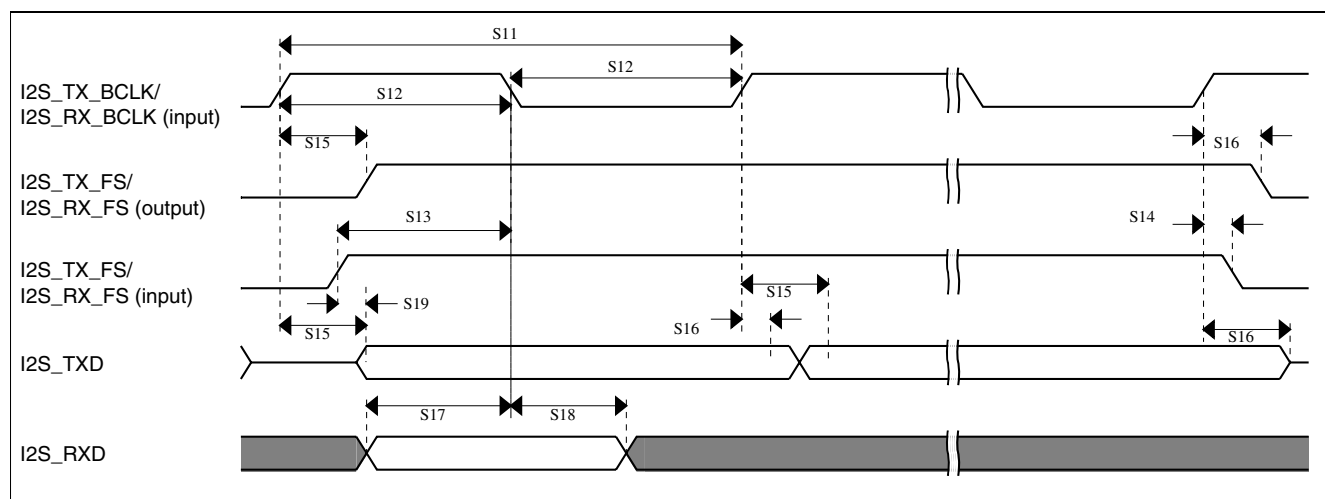 S11
S12
I2S_TX_BCLK/
I2S_RX_BCLK (input)
S12
S15
S16
I2S_TX_FS/
I2S_RX_FS (output)
S13
S14
I2S_TX_FS/
I2S_RX_FS (input)
S15
S19
S15
S16
S16
I2S_TXD
S17
S18
I2S_RXD